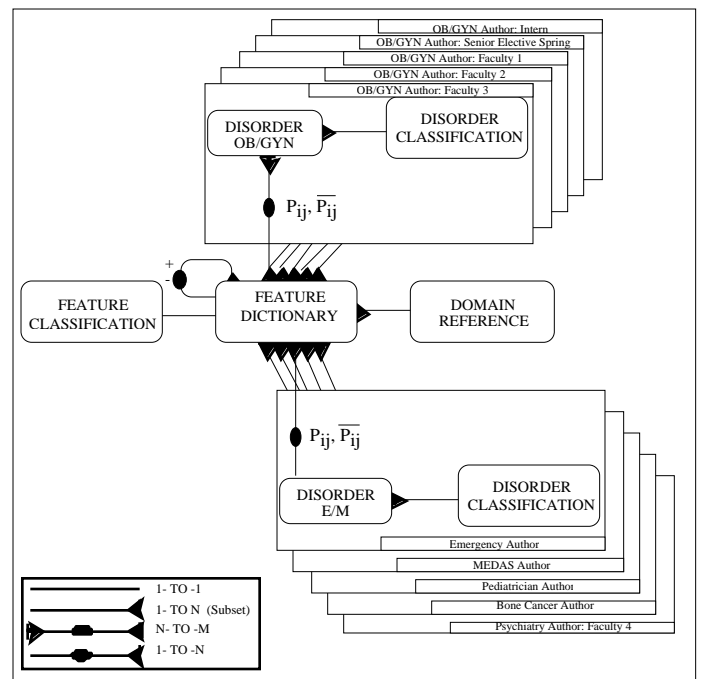 OB/GYN Author: Intern
OB/GYN Author: Senior Elective Spring
OB/GYN Author: Faculty 1
OB/GYN Author: Faculty 2
OB/GYN Author: Faculty 3
DISORDER
OB/GYN
DISORDER
CLASSIFICATION
Pij, P̅i̅j̅
+
-
FEATURE
CLASSIFICATION
FEATURE
DICTIONARY
DOMAIN
REFERENCE
Pij, P̅i̅j̅
DISORDER
E/M
DISORDER
CLASSIFICATION
Emergency Author
MEDAS Author
Pediatrician Author
Bone Cancer Author
Psychiatry Author: Faculty 4
1- TO -1
1- TO N (Subset)
N- TO -M
1- TO -N